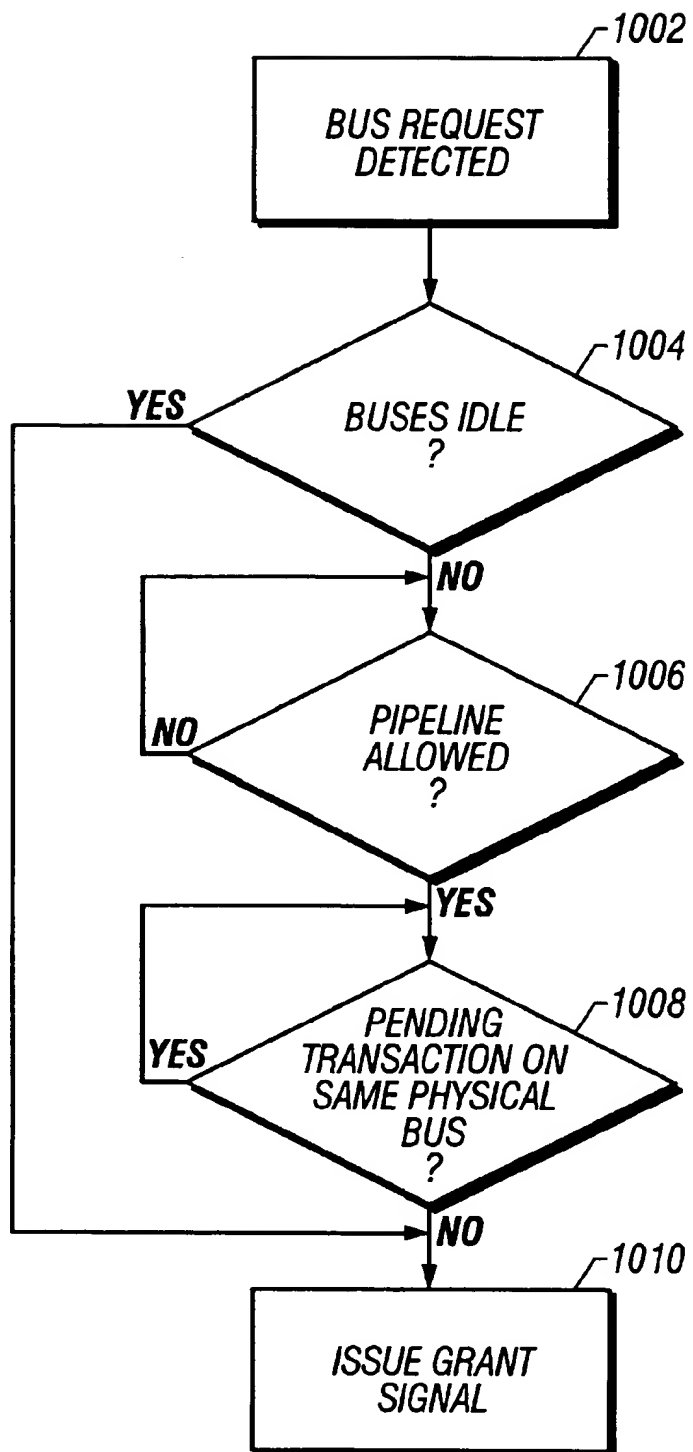 1002
BUS REQUEST
DETECTED
1004
YES
BUSES IDLE
?
NO
1006
NO
PIPELINE
ALLOWED
?
YES
1008
YES
PENDING
TRANSACTION ON
SAME PHYSICAL
BUS
?
NO
1010
ISSUE GRANT
SIGNAL